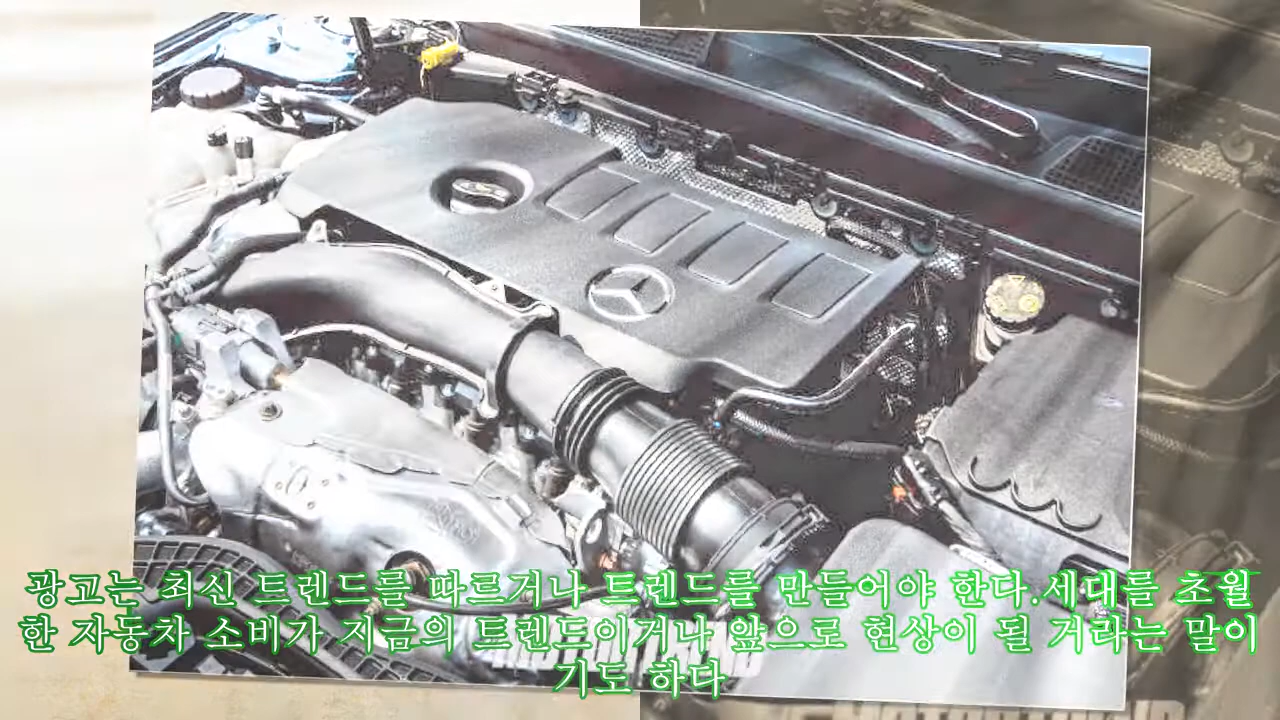 광고는 최신 트렌드를 따르거나 트렌드를 만들어야 한다.세대를 초월
한 자동차 소비가 지금의 트렌드이거나 앞으로 현상이 될 거라는 말이
기도 하다
MOTORTREND